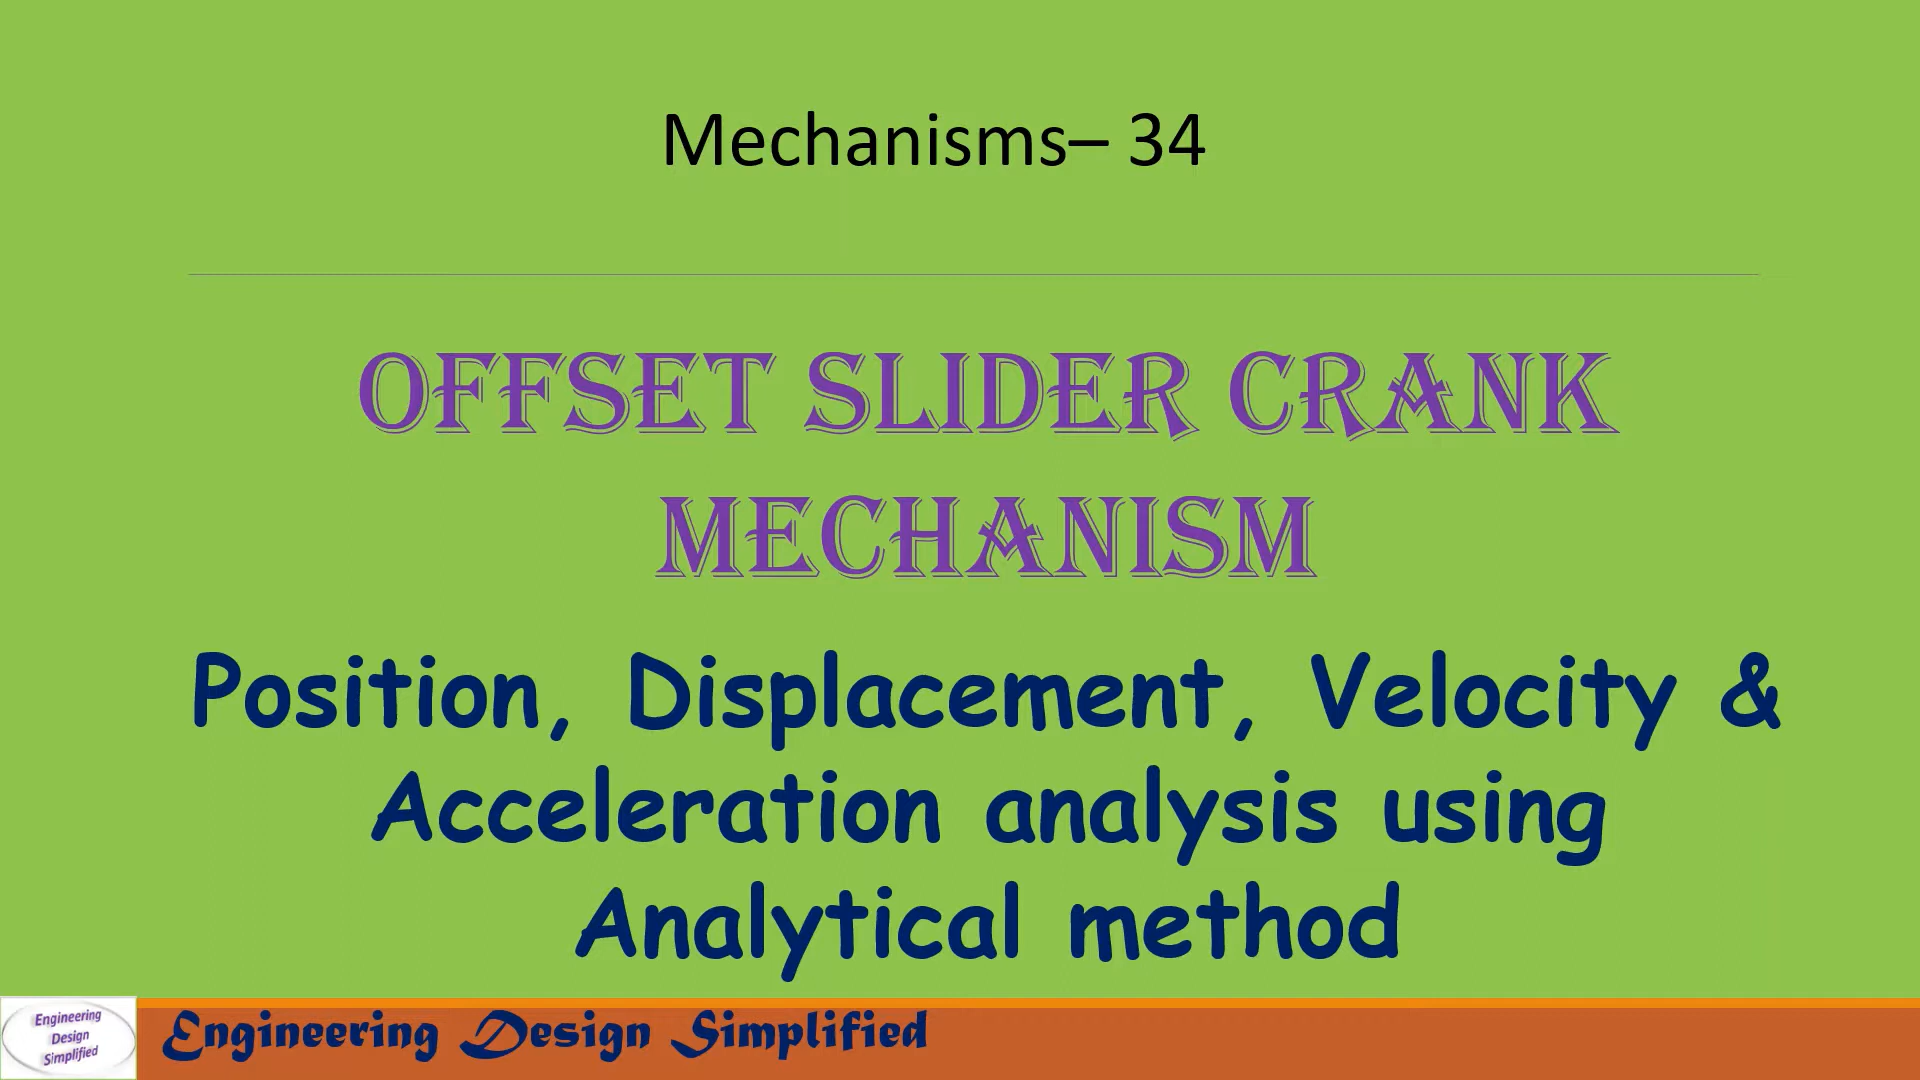 Mechanisms– 34
OFFSET SLIDER CRANK
MECHANISM
Position, Displacement, Velocity &
Acceleration analysis using
Analytical method
Engineering
Design
Simplified
Engineering Design Simplified